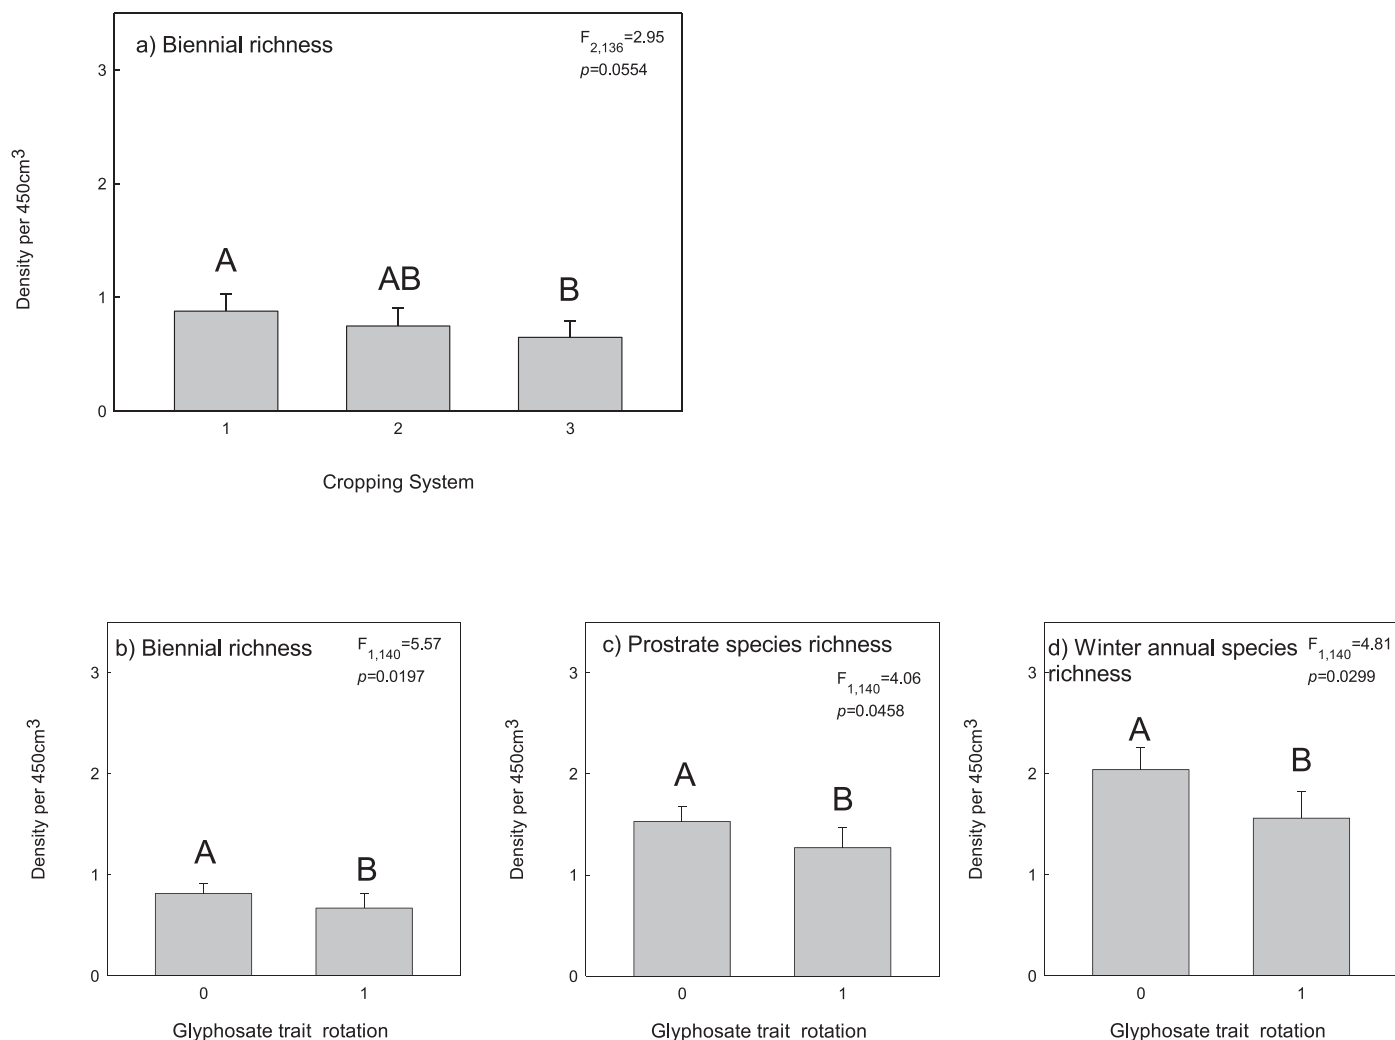 a) Biennial richness
F2,136=2.95
p=0.0554
3
2
1
0
Density per 450cm3
A
AB
B
1
2
3
Cropping System
b) Biennial richness
F1,140=5.57
p=0.0197
3
2
1
0
Density per 450cm3
A
B
0
1
Glyphosate trait rotation
c) Prostrate species richness
F1,140=4.06
p=0.0458
3
2
1
0
Density per 450cm3
A
B
0
1
Glyphosate trait rotation
d) Winter annual species
richness
F1,140=4.81
p=0.0299
3
2
1
0
Density per 450cm3
A
B
0
1
Glyphosate trait rotation